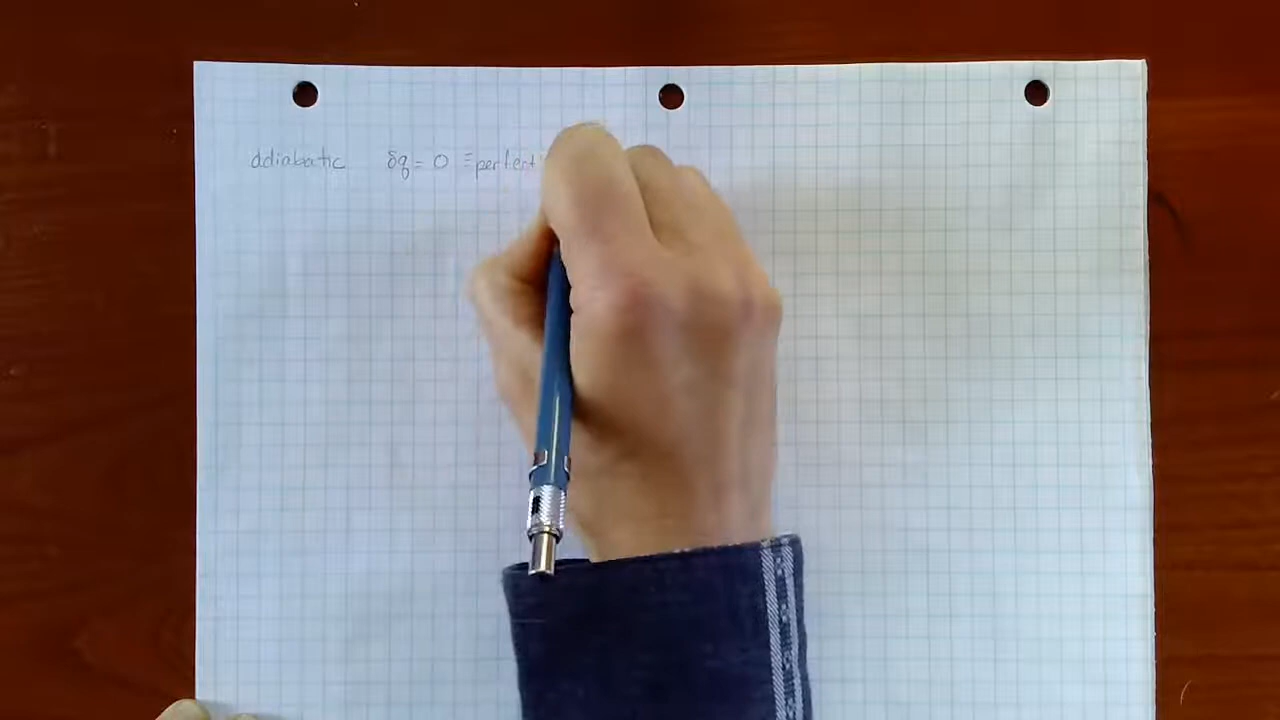 adiabatic δq = 0 ≡ perfect